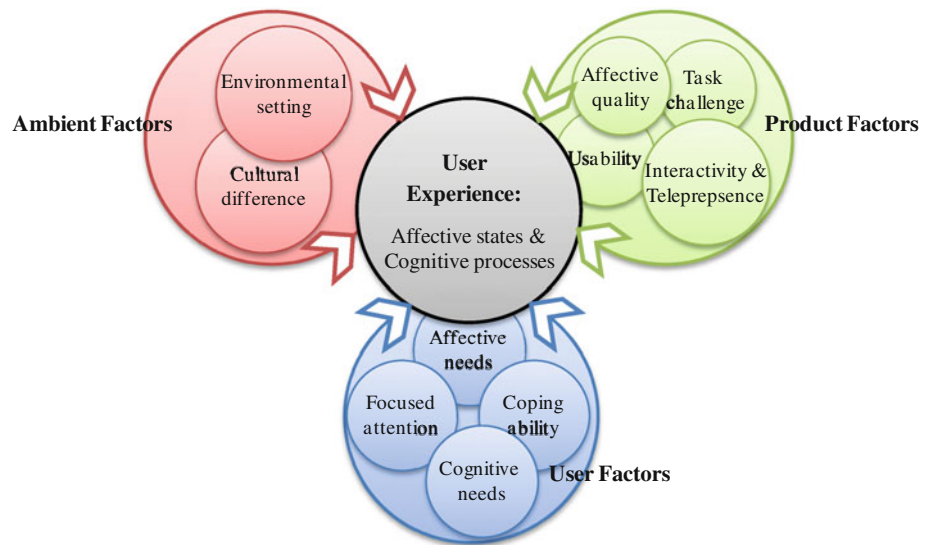 Ambient Factors
Environmental
setting
Cultural
difference
User
Experience:
Affective states &
Cognitive processes
Affective
quality
Task
challenge
Usability
Interactivity &
Teleprepsence
Product Factors
Affective
needs
Focused
attention
Coping
ability
Cognitive
needs
User Factors